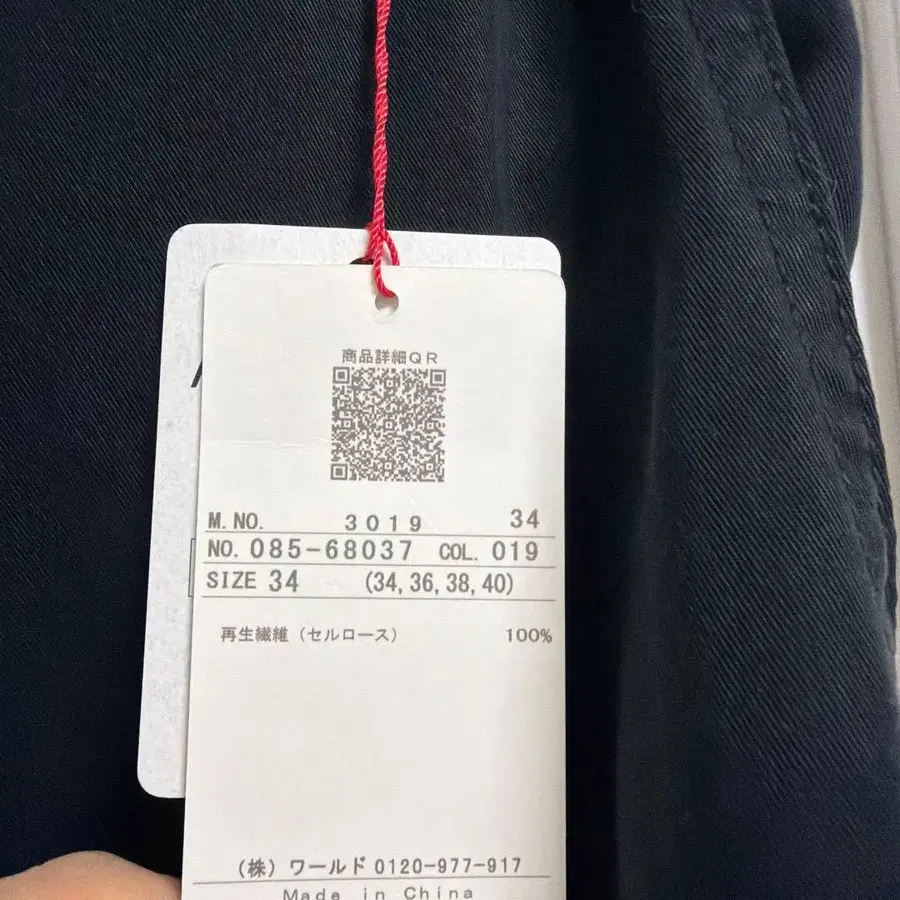 商品詳細QR
M.NO. 3019 34
NO. 085-68037 COL. 019
SIZE 34 (34, 36, 38, 40)
再生繊維（セルロース） 100%
（株）ワールド 0120-977-917
Made in China